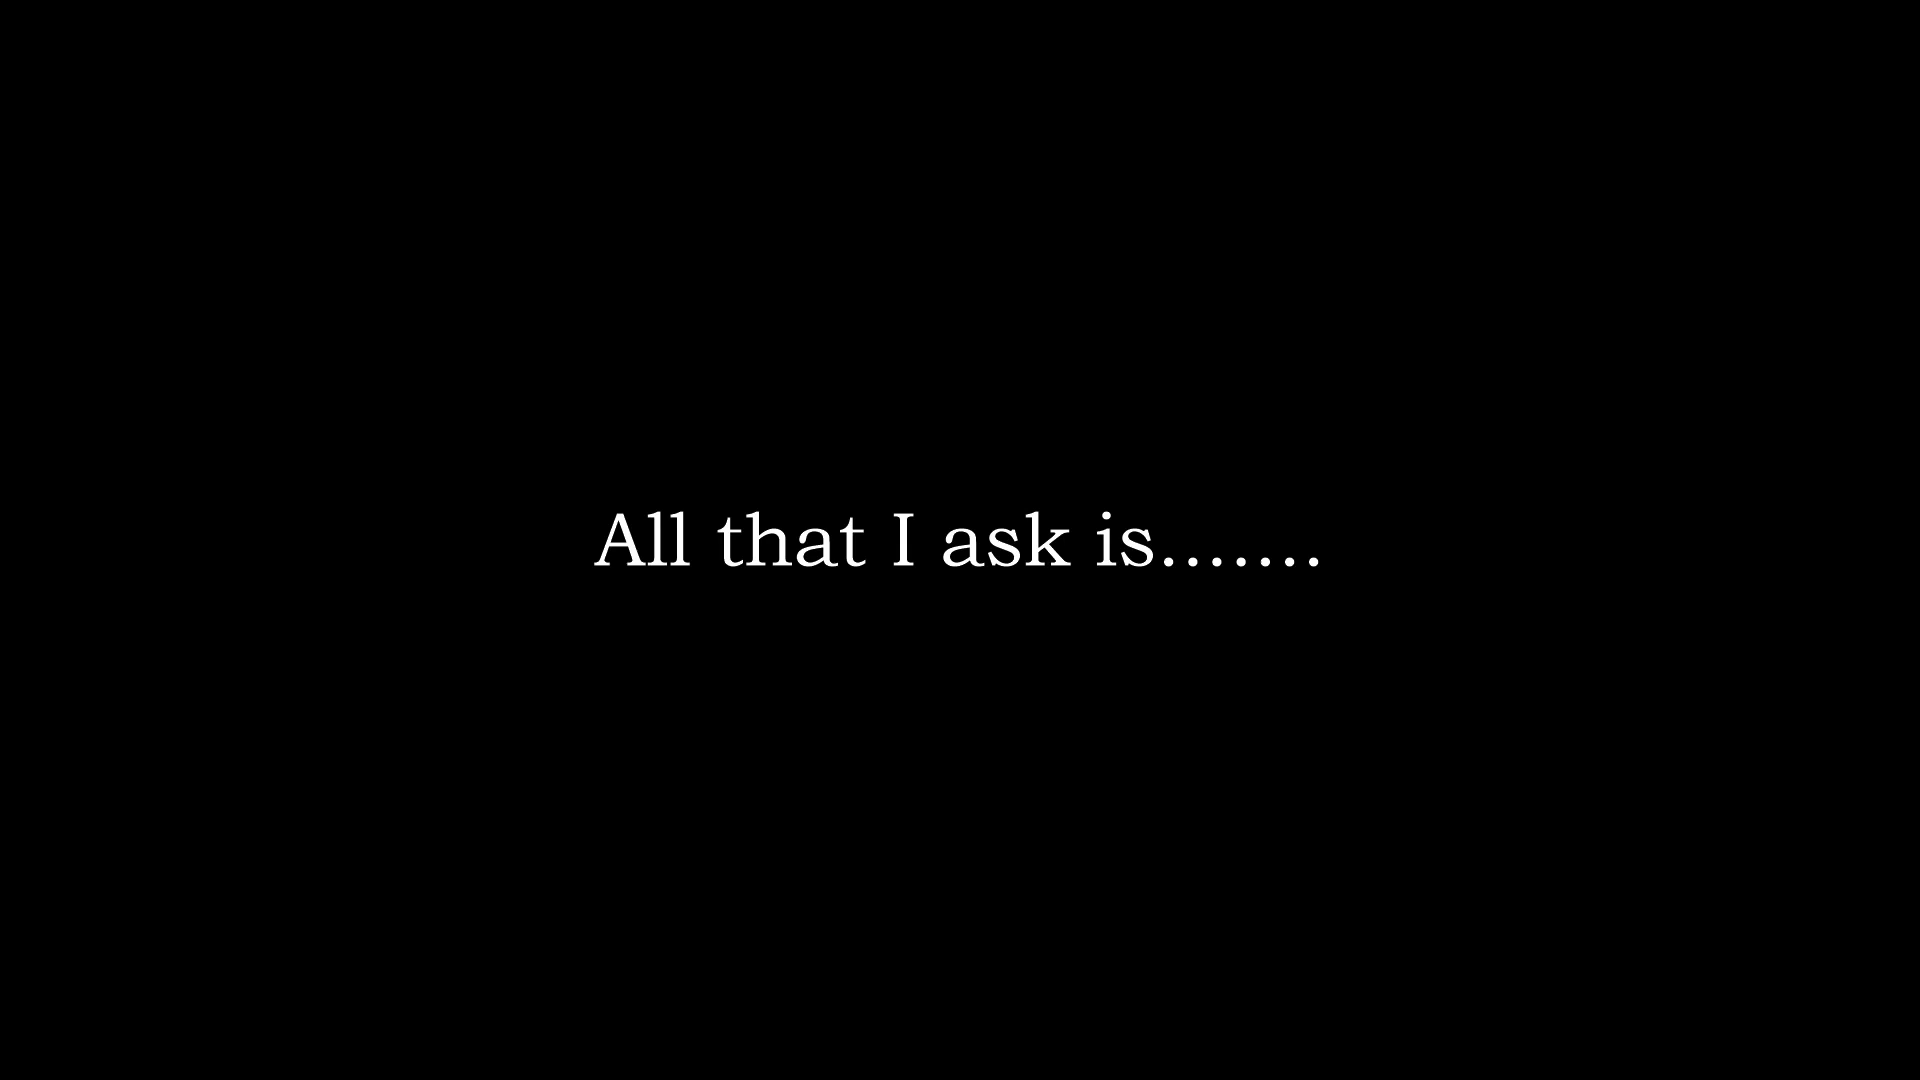 All that I ask is.......